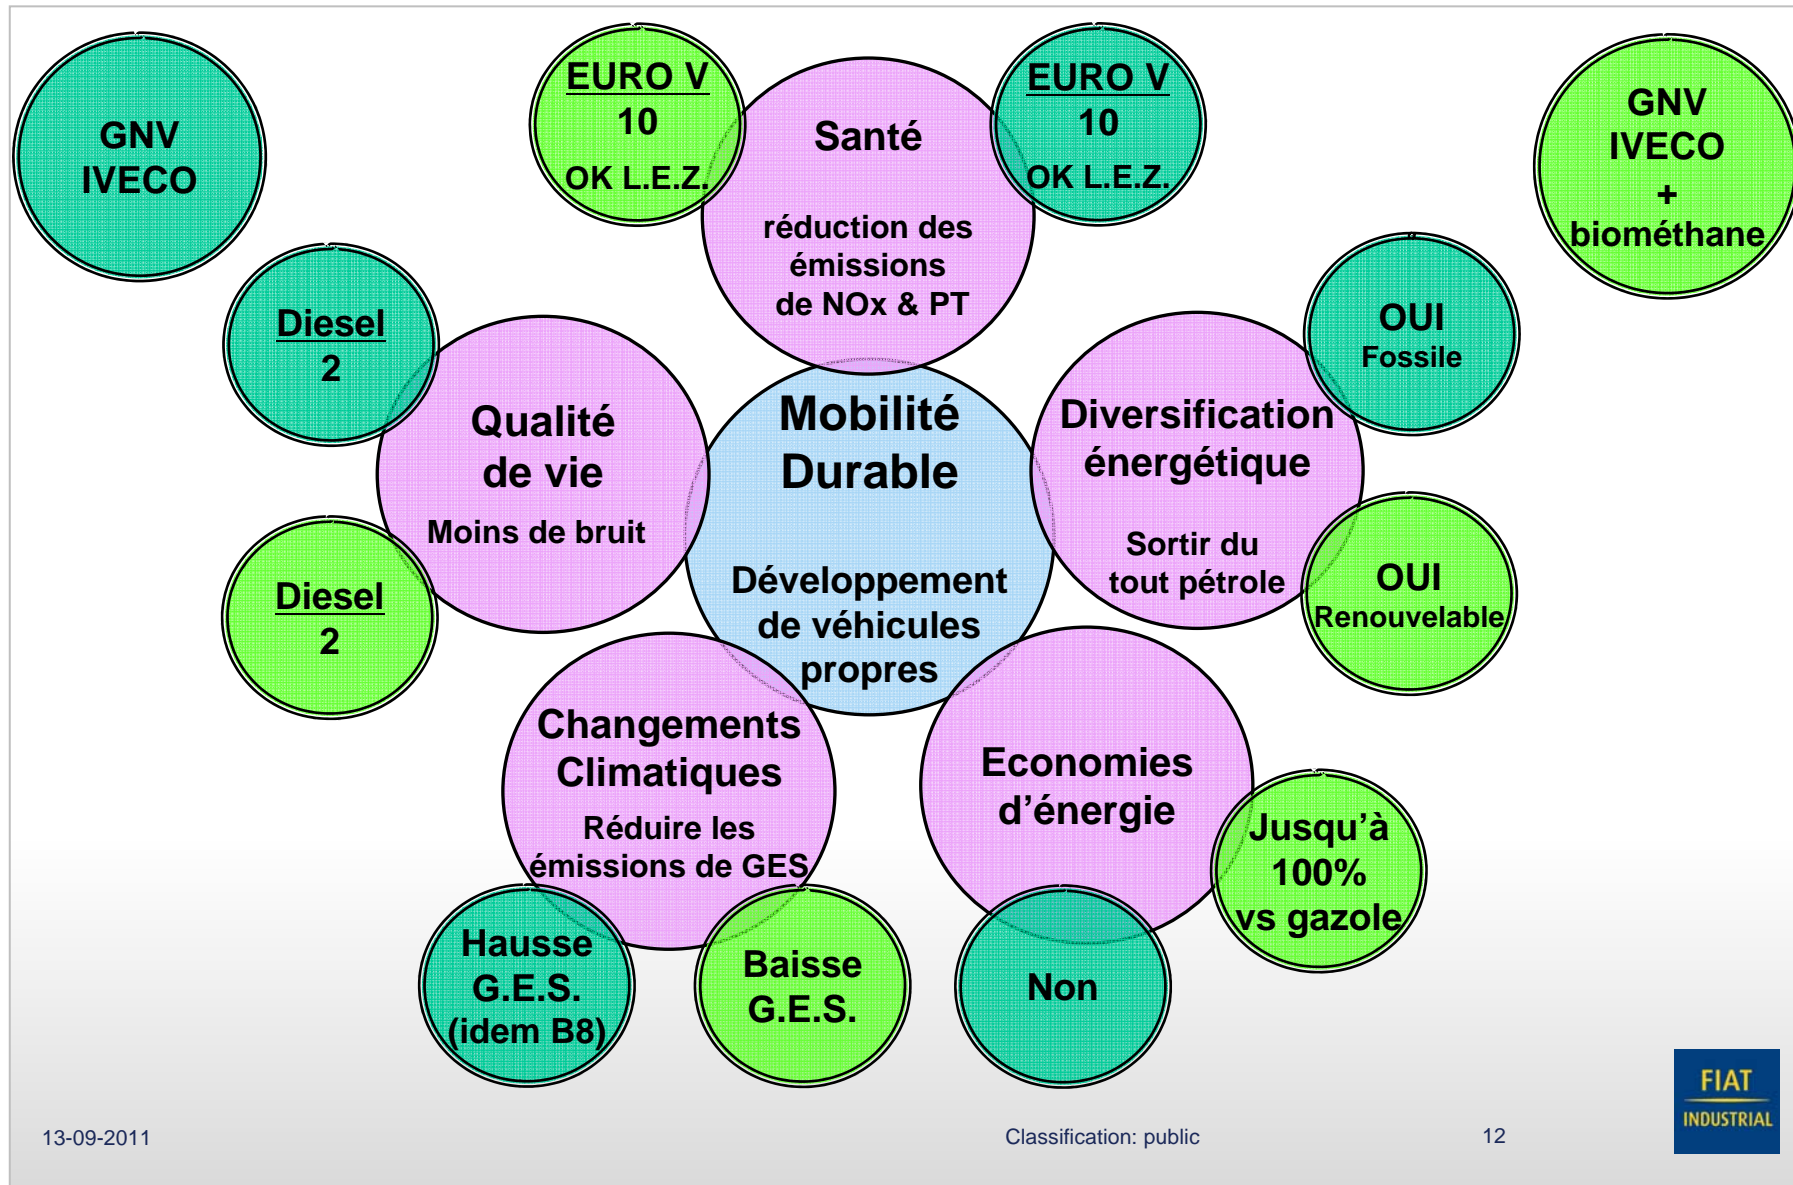 GNV
IVECO
EURO V
10
OK L.E.Z.
Santé
réduction des
émissions
de NOx & PT
EURO V
10
OK L.E.Z.
GNV
IVECO
+
biométhane
Diesel
2
Qualité
de vie
Moins de bruit
Diesel
2
Mobilité
Durable
Développement
de véhicules
propres
Diversification
énergétique
Sortir du
tout pétrole
OUI
Fossile
OUI
Renouvelable
Changements
Climatiques
Réduire les
émissions de GES
Hausse
G.E.S.
(idem B8)
Baisse
G.E.S.
Economies
d’énergie
Non
Jusqu’à
100%
vs gazole
13-09-2011
Classification: public
12
FIAT
INDUSTRIAL